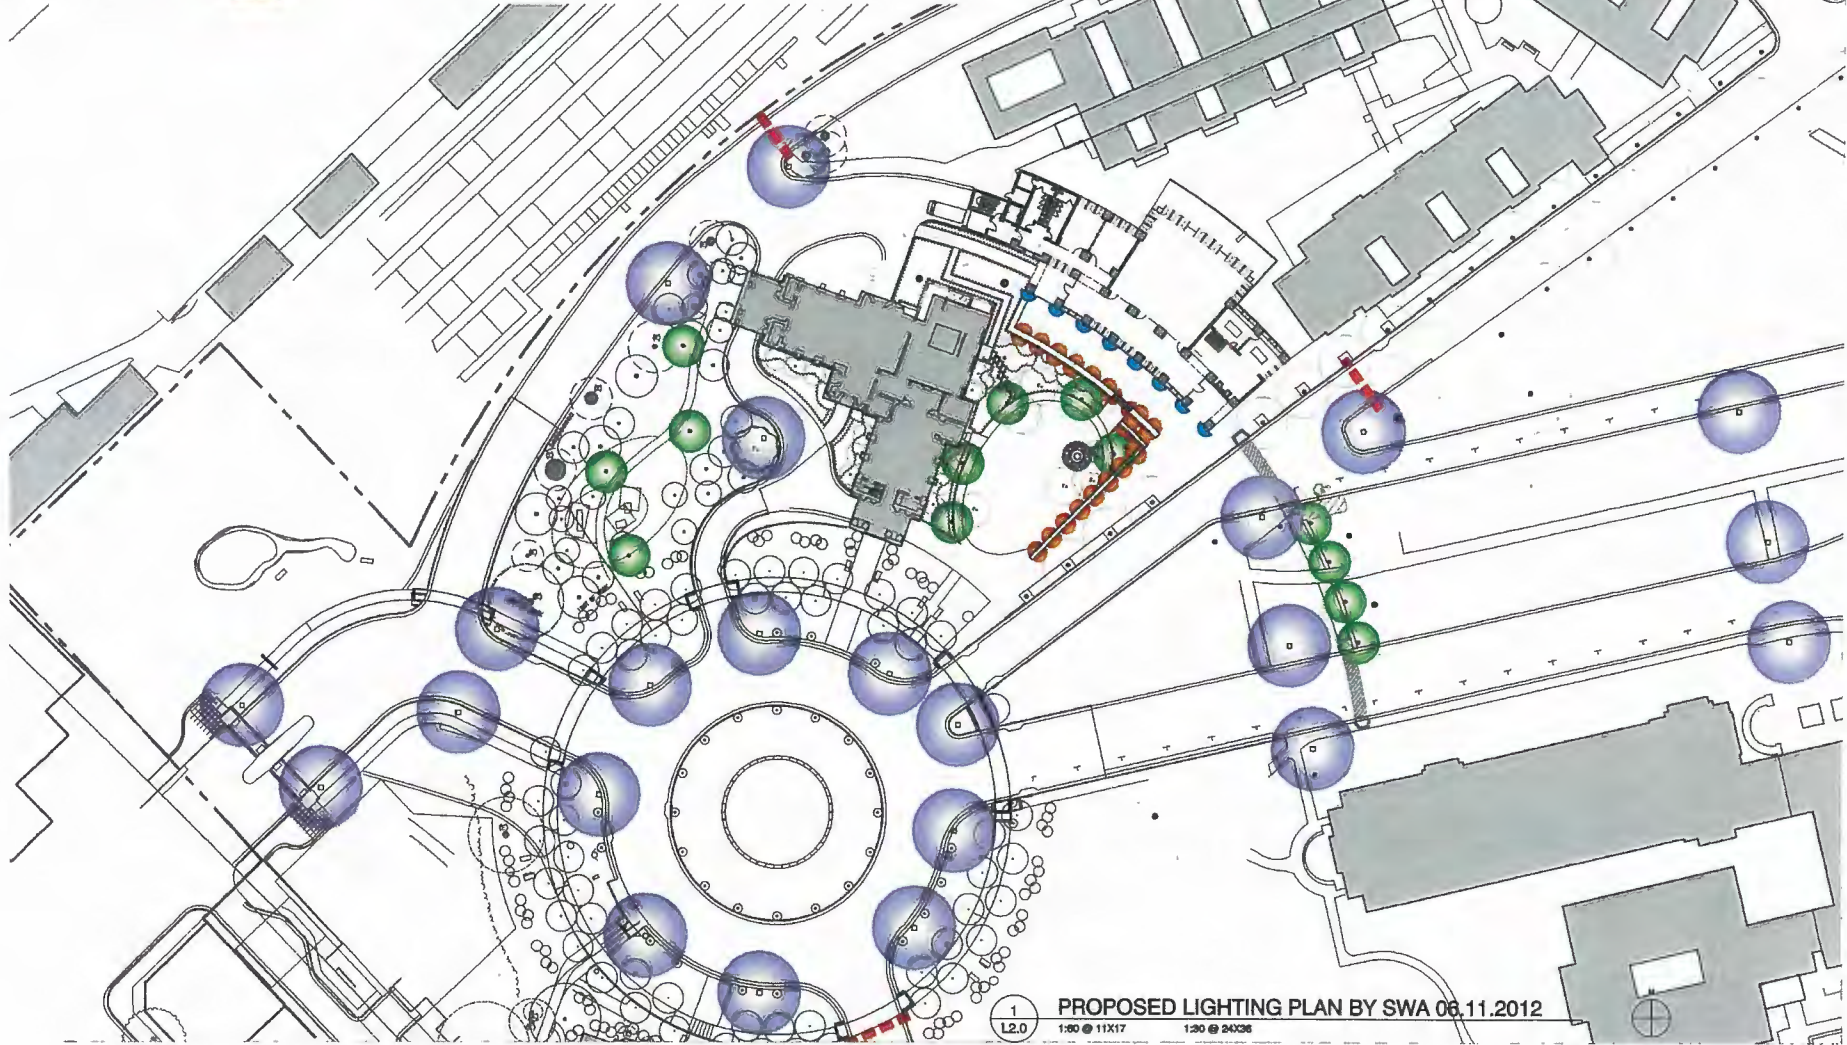 1
L2.0
PROPOSED LIGHTING PLAN BY SWA 06.11.2012
1:60 @ 11X17 1:30 @ 24X36